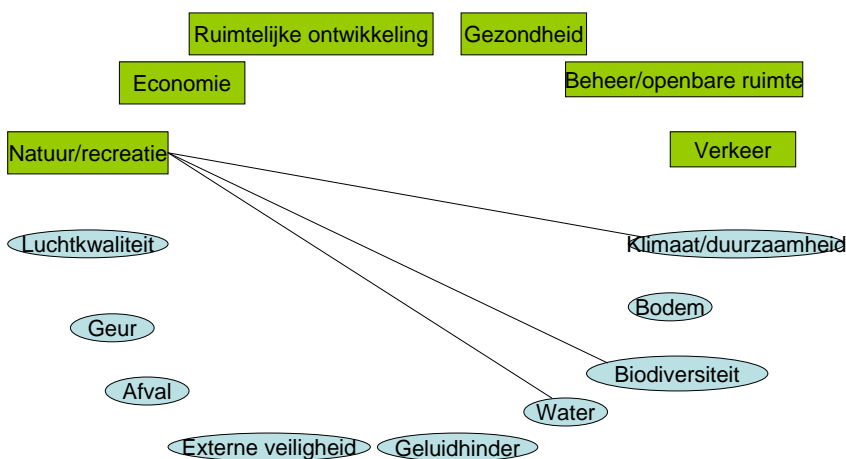 Ruimtelijke ontwikkeling
Gezondheid
Economie
Beheer/openbare ruimte
Natuur/recreatie
Verkeer
Luchtkwaliteit
Klimaat/duurzaamheid
Bodem
Geur
Biodiversiteit
Afval
Water
Externe veiligheid
Geluidhinder